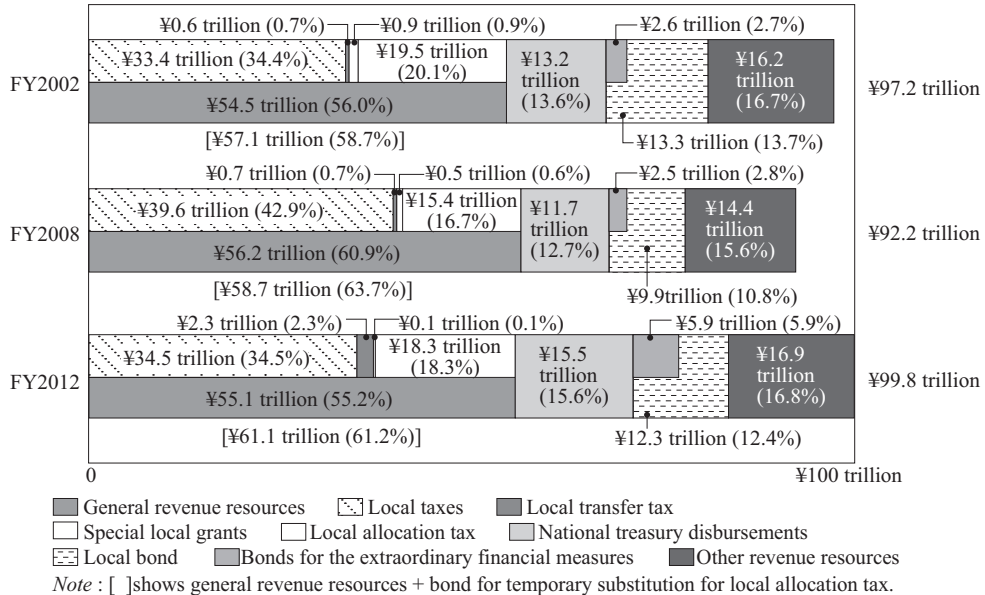 ¥0.6 trillion (0.7%) ¥0.9 trillion (0.9%) ¥2.6 trillion (2.7%)
¥33.4 trillion (34.4%)
¥19.5 trillion
(20.1%)
¥13.2
trillion
(13.6%)
¥16.2
trillion
(16.7%)
FY2002
¥54.5 trillion (56.0%)
¥97.2 trillion
[¥57.1 trillion (58.7%)]
¥13.3 trillion (13.7%)
¥0.7 trillion (0.7%) ¥0.5 trillion (0.6%) ¥2.5 trillion (2.8%)
¥39.6 trillion (42.9%)
¥15.4 trillion
(16.7%)
¥11.7
trillion
(12.7%)
¥14.4
trillion
(15.6%)
FY2008
¥56.2 trillion (60.9%)
¥92.2 trillion
[¥58.7 trillion (63.7%)]
¥9.9trillion (10.8%)
¥2.3 trillion (2.3%) ¥0.1 trillion (0.1%) ¥5.9 trillion (5.9%)
¥34.5 trillion (34.5%)
¥18.3 trillion
(18.3%)
¥15.5
trillion
(15.6%)
¥16.9
trillion
(16.8%)
FY2012
¥55.1 trillion (55.2%)
¥99.8 trillion
[¥61.1 trillion (61.2%)]
¥12.3 trillion (12.4%)
0 ¥100 trillion
General revenue resources Local taxes Local transfer tax
Special local grants Local allocation tax National treasury disbursements
Local bond Bonds for the extraordinary financial measures Other revenue resources
Note : [ ]shows general revenue resources + bond for temporary substitution for local allocation tax.